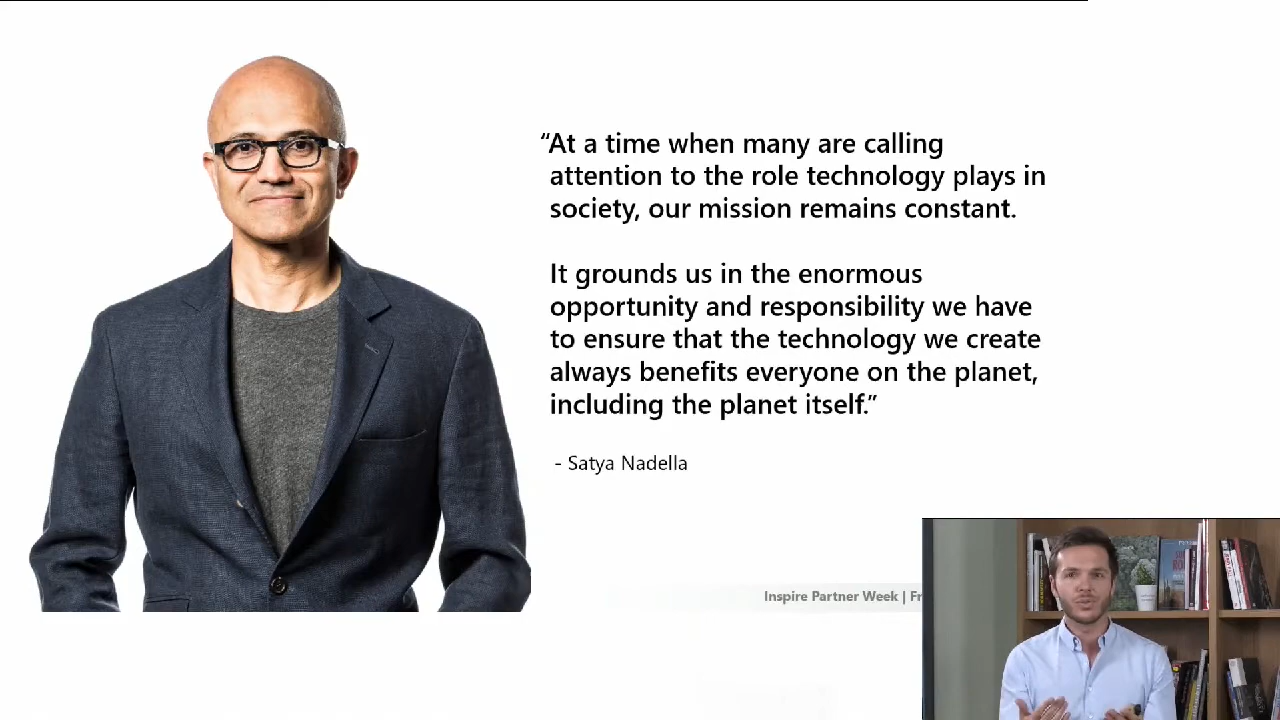 “At a time when many are calling
attention to the role technology plays in
society, our mission remains constant.
It grounds us in the enormous
opportunity and responsibility we have
to ensure that the technology we create
always benefits everyone on the planet,
including the planet itself.”
- Satya Nadella
Inspire Partner Week |